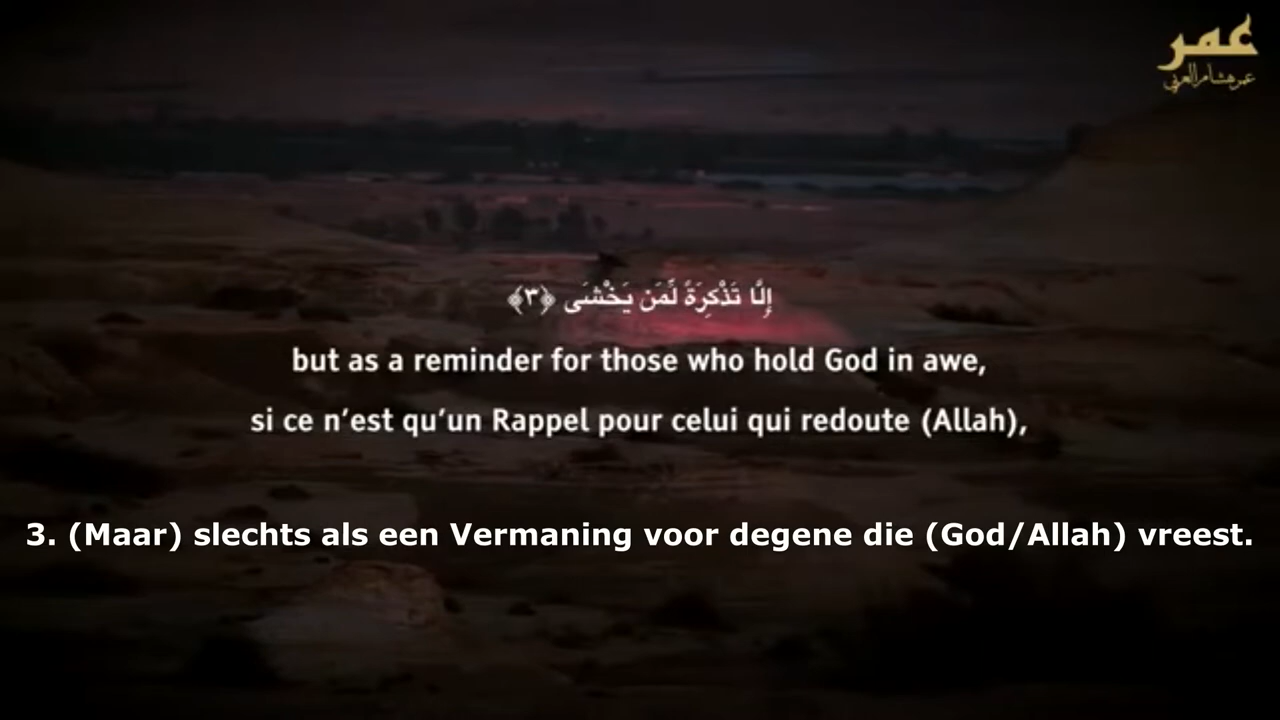 عمر
عمر هشام العربي
إِلَّا تَذْكِرَةً لِّمَن يَخْشَى ﴿٣﴾
but as a reminder for those who hold God in awe,
si ce n’est qu’un Rappel pour celui qui redoute (Allah),
3. (Maar) slechts als een Vermaning voor degene die (God/Allah) vreest.